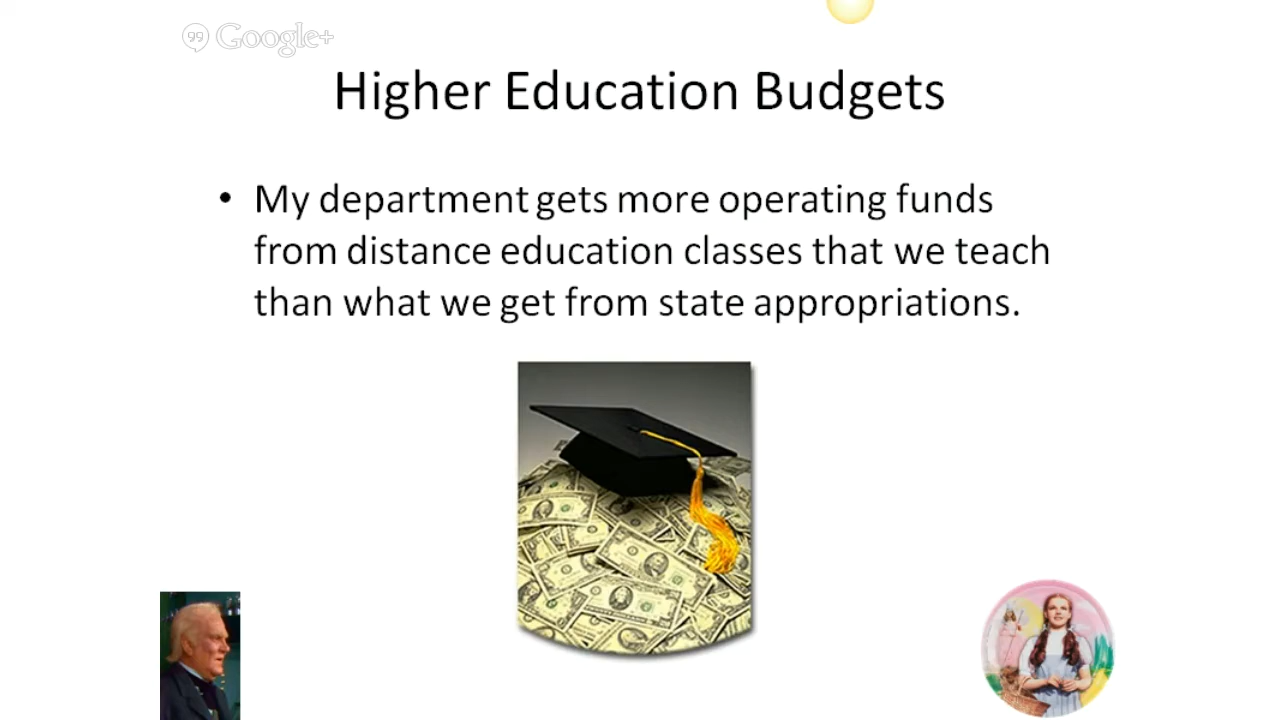 Google+
Higher Education Budgets
• My department gets more operating funds
from distance education classes that we teach
than what we get from state appropriations.